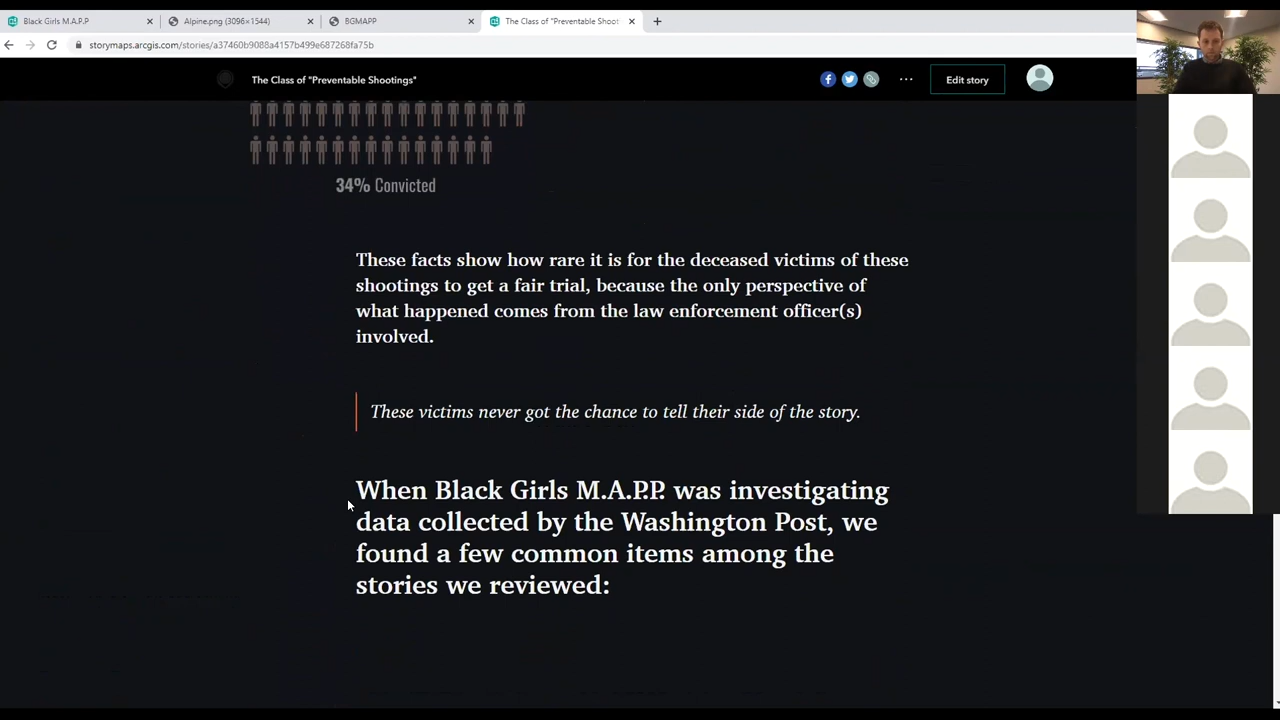 Black Girls M.A.P.P
Alpine.png (3096×1544)
BGMAPP
The Class of "Preventable Shoot
storymaps.arcgis.com/stories/a37460b9088a4157b499e687268fa75b
The Class of "Preventable Shootings"
Edit story
34% Convicted
These facts show how rare it is for the deceased victims of these
shootings to get a fair trial, because the only perspective of
what happened comes from the law enforcement officer(s)
involved.
These victims never got the chance to tell their side of the story.
When Black Girls M.A.P.P. was investigating
data collected by the Washington Post, we
found a few common items among the
stories we reviewed: